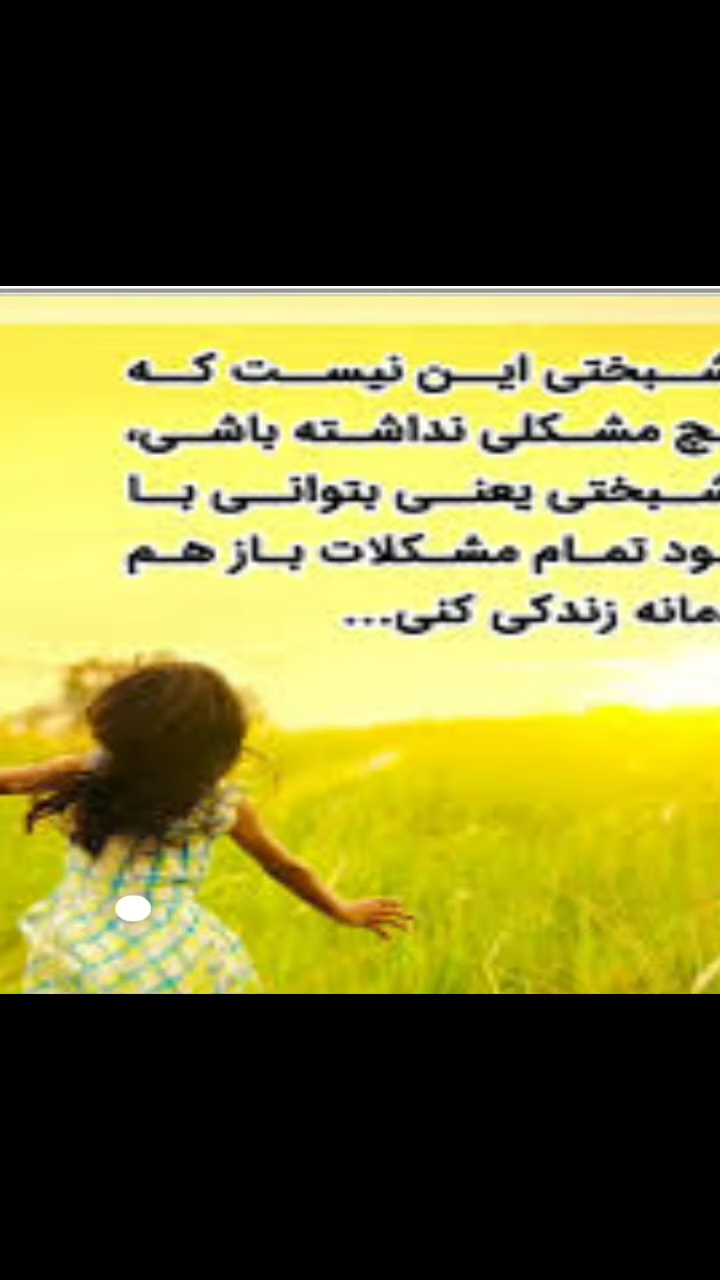 شبختی این نیست که
چ مشکلی نداشته باشی،
شبختی یعنی بتوانی با
ود تمام مشکلات باز هم
مانه زندگی کنی...